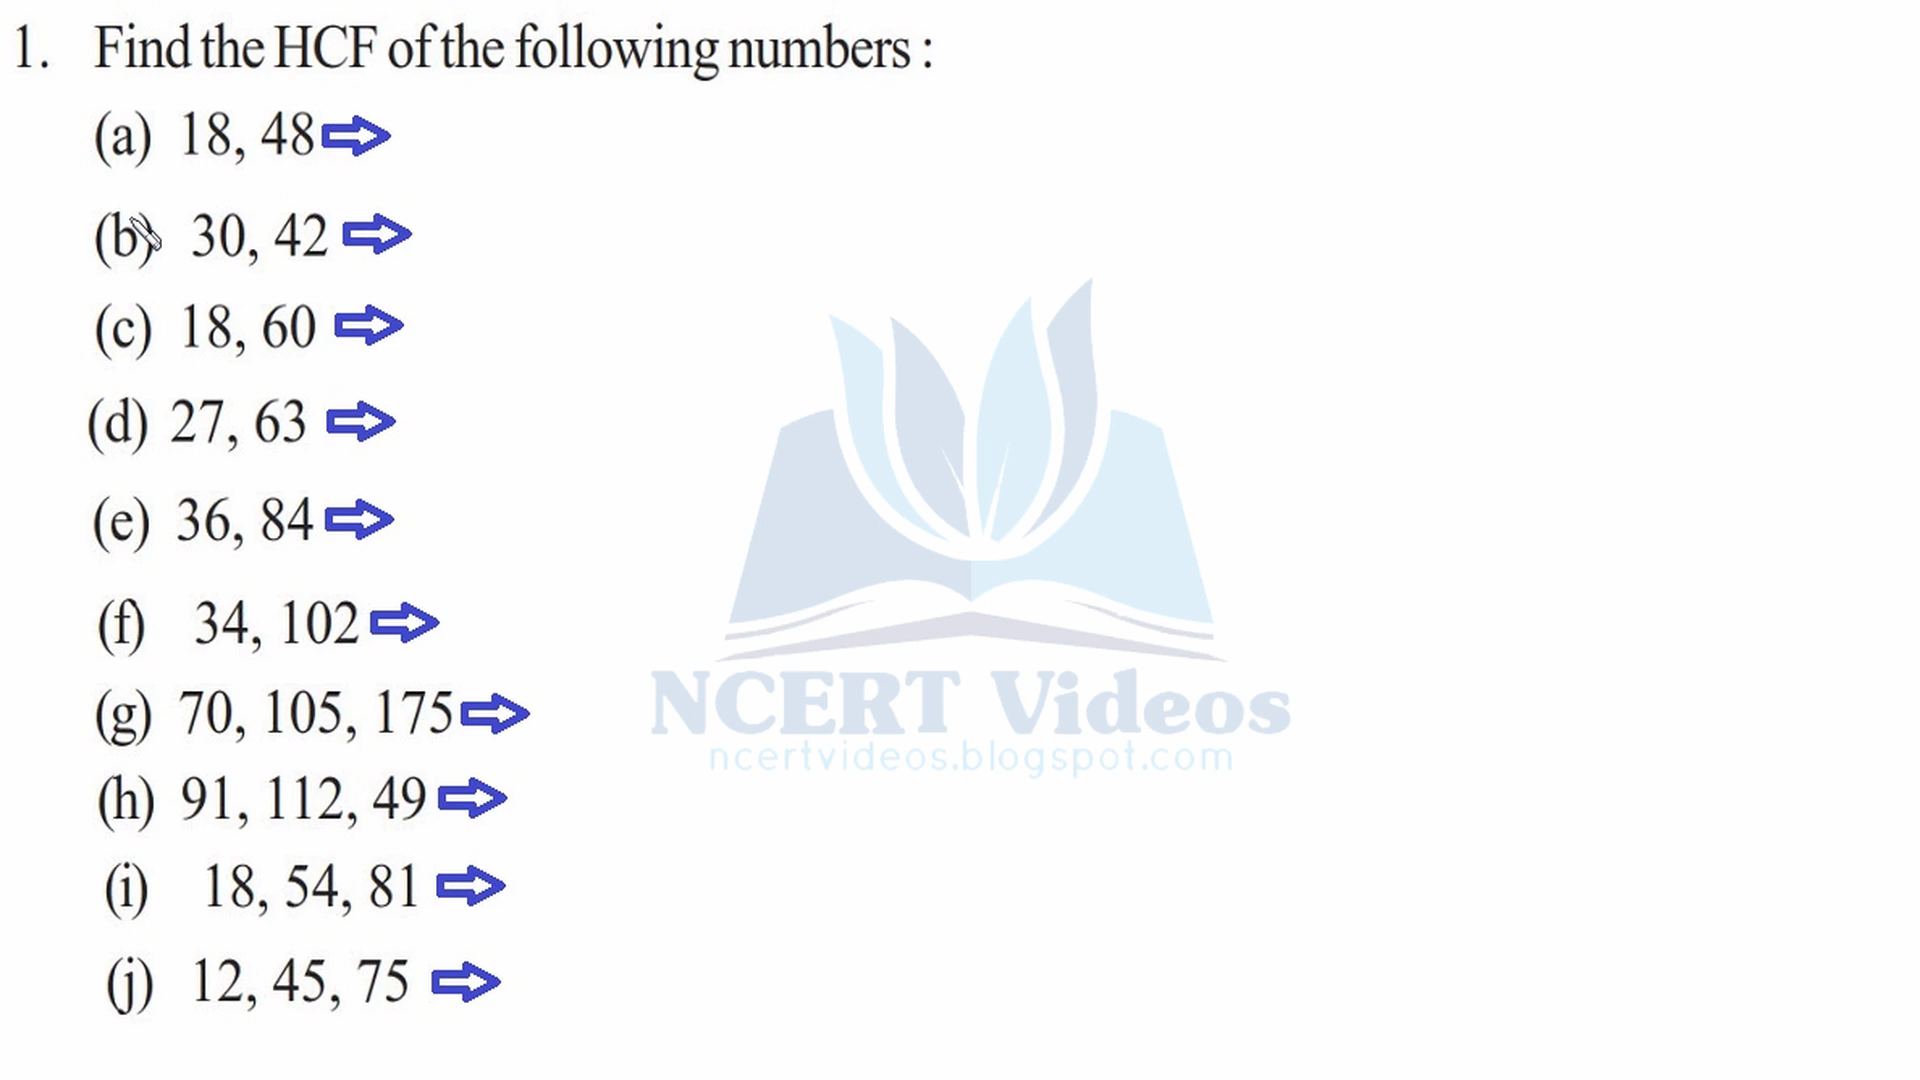 1. Find the HCF of the following numbers :
(a) 18, 48
(b) 30, 42
(c) 18, 60
(d) 27, 63
(e) 36, 84
(f) 34, 102
(g) 70, 105, 175
(h) 91, 112, 49
(i) 18, 54, 81
(j) 12, 45, 75
NCERT Videos
ncertvideos.blogspot.com